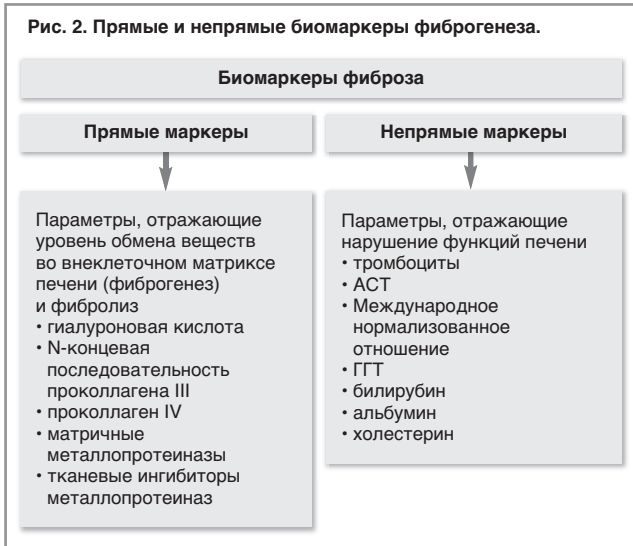 Рис. 2. Прямые и непрямые биомаркеры фиброгенеза.
Биомаркеры фиброза
Прямые маркеры
Параметры, отражающие
уровень обмена веществ
во внеклеточном матриксе
печени (фиброгенез)
и фибролиз
• гиалуроновая кислота
• N-концевая
последовательность
проколлагена III
• проколлаген IV
• матричные
металлопротеиназы
• тканевые ингибиторы
металлопротеиназ
Непрямые маркеры
Параметры, отражающие
нарушение функций печени
• тромбоциты
• АСТ
• Международное
нормализованное
отношение
• ГГТ
• билирубин
• альбумин
• холестерин